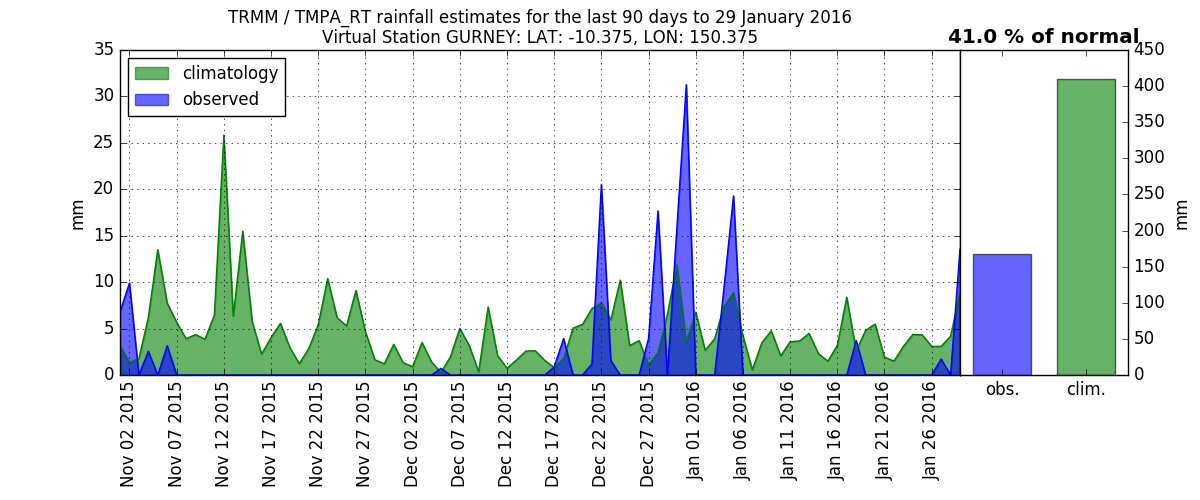 TRMM / TMPA_RT rainfall estimates for the last 90 days to 29 January 2016
Virtual Station GURNEY: LAT: -10.375, LON: 150.375
41.0 % of normal
climatology
observed
35
30
25
20
15
10
5
0
mm
Nov 02 2015
Nov 07 2015
Nov 12 2015
Nov 17 2015
Nov 22 2015
Nov 27 2015
Dec 02 2015
Dec 07 2015
Dec 12 2015
Dec 17 2015
Dec 22 2015
Dec 27 2015
Jan 01 2016
Jan 06 2016
Jan 11 2016
Jan 16 2016
Jan 21 2016
Jan 26 2016
450
400
350
300
250
200
150
100
50
0
mm
obs.
clim.